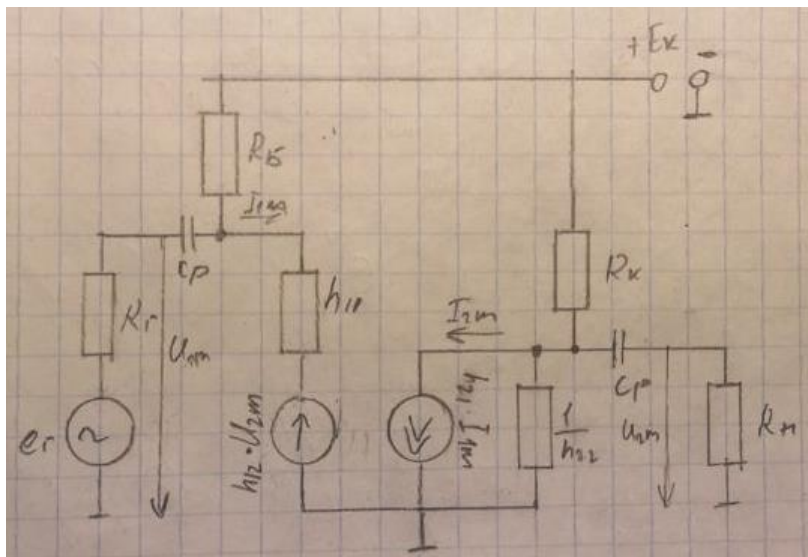 + Eк -
Rб
I1m
Cр
Rк
h11
Rг
U1m
I2m
h21 · I1m
Cр
h12 · U2m
1
h22
U2m
Rн
eг
~